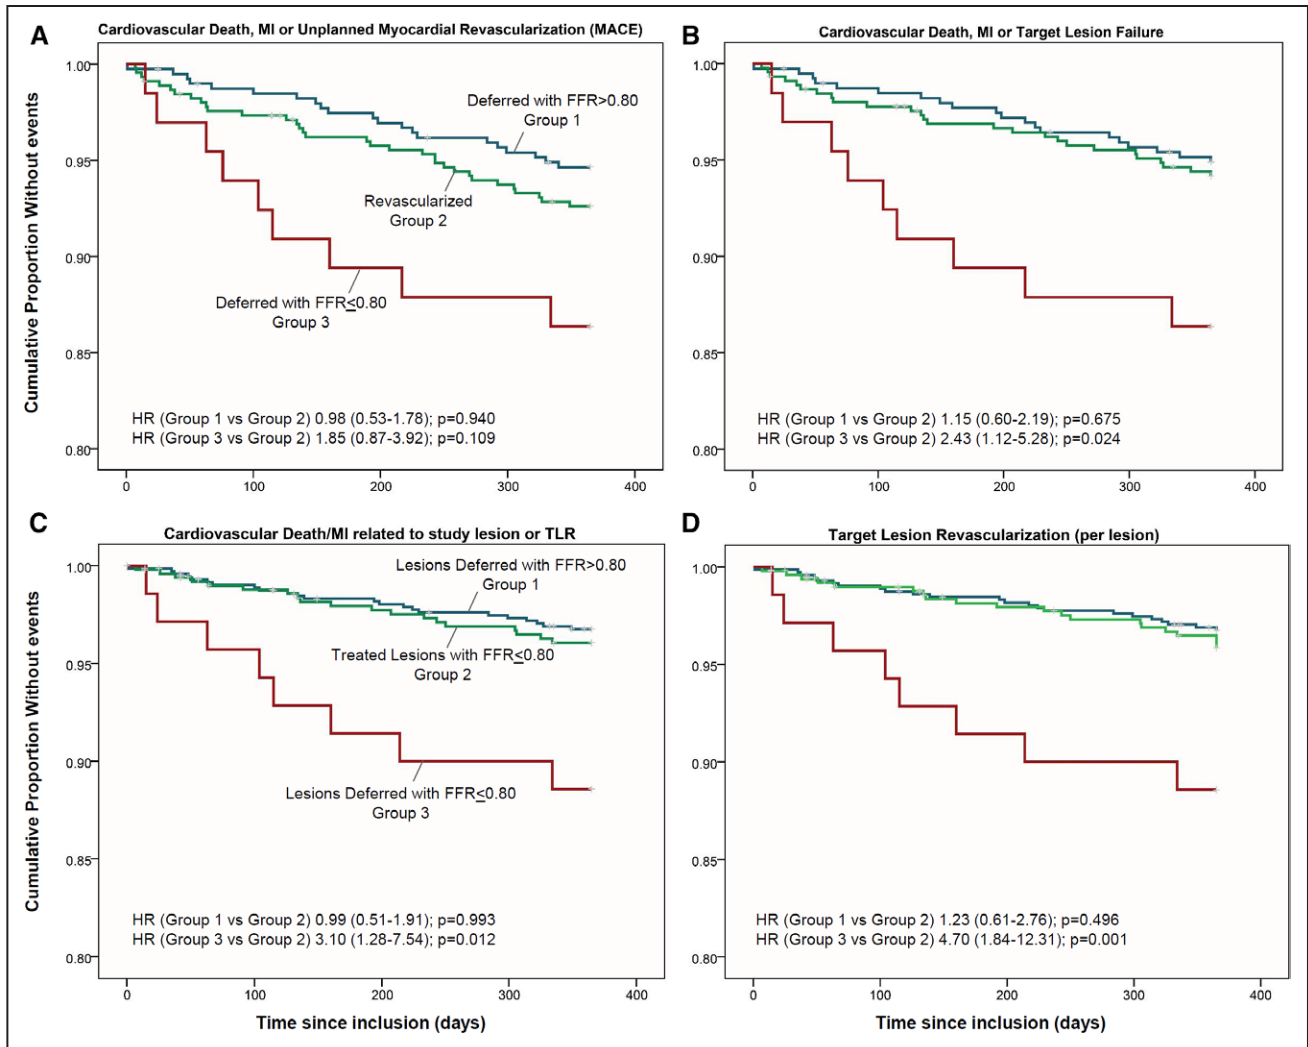 A
Cardiovascular Death, MI or Unplanned Myocardial Revascularization (MACE)
Cumulative Proportion Without events
1.00
0.95
0.90
0.85
0.80
Deferred with FFR>0.80
Group 1
Revascularized
Group 2
Deferred with FFR≤0.80
Group 3
HR (Group 1 vs Group 2) 0.98 (0.53-1.78); p=0.940
HR (Group 3 vs Group 2) 1.85 (0.87-3.92); p=0.109
0 100 200 300 400
B
Cardiovascular Death, MI or Target Lesion Failure
1.00
0.95
0.90
0.85
0.80
HR (Group 1 vs Group 2) 1.15 (0.60-2.19); p=0.675
HR (Group 3 vs Group 2) 2.43 (1.12-5.28); p=0.024
0 100 200 300 400
C
Cardiovascular Death/MI related to study lesion or TLR
Cumulative Proportion Without events
1.00
0.95
0.90
0.85
0.80
Lesions Deferred with FFR>0.80
Group 1
Treated Lesions with FFR≤0.80
Group 2
Lesions Deferred with FFR≤0.80
Group 3
HR (Group 1 vs Group 2) 0.99 (0.51-1.91); p=0.993
HR (Group 3 vs Group 2) 3.10 (1.28-7.54); p=0.012
0 100 200 300 400
Time since inclusion (days)
D
Target Lesion Revascularization (per lesion)
1.00
0.95
0.90
0.85
0.80
HR (Group 1 vs Group 2) 1.23 (0.61-2.76); p=0.496
HR (Group 3 vs Group 2) 4.70 (1.84-12.31); p=0.001
0 100 200 300 400
Time since inclusion (days)